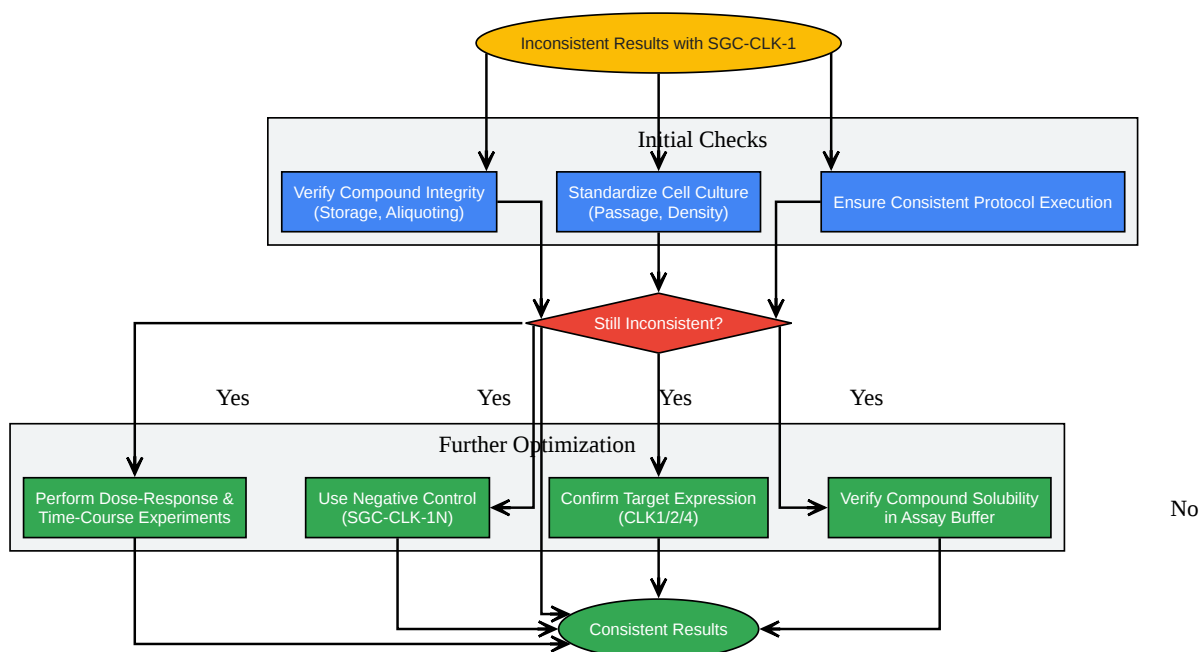 Inconsistent Results with SGC-CLK-1
Initial Checks
Verify Compound Integrity
(Storage, Aliquoting)
Standardize Cell Culture
(Passage, Density)
Ensure Consistent Protocol Execution
Still Inconsistent?
Yes
Yes
Yes
Yes
Further Optimization
Perform Dose-Response &
Time-Course Experiments
Use Negative Control
(SGC-CLK-1N)
Confirm Target Expression
(CLK1/2/4)
Verify Compound Solubility
in Assay Buffer
No
Consistent Results